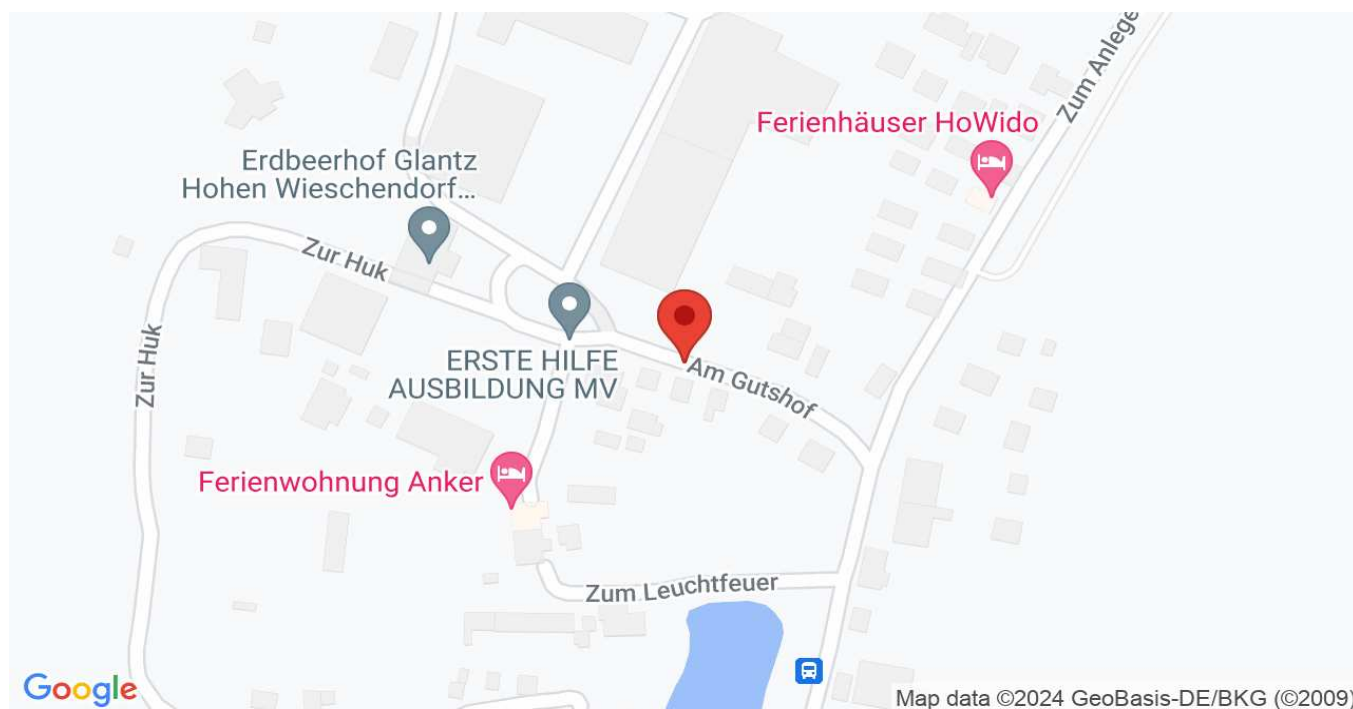 Zum Anlege
Ferienhäuser HoWido
Erdbeerhof Glantz
Hohen Wieschendorf...
Zur Huk
Zur Huk
ERSTE HILFE
AUSBILDUNG MV
Am Gutshof
Ferienwohnung Anker
Zum Leuchtfeuer
Google
Map data ©2024 GeoBasis-DE/BKG (©2009)